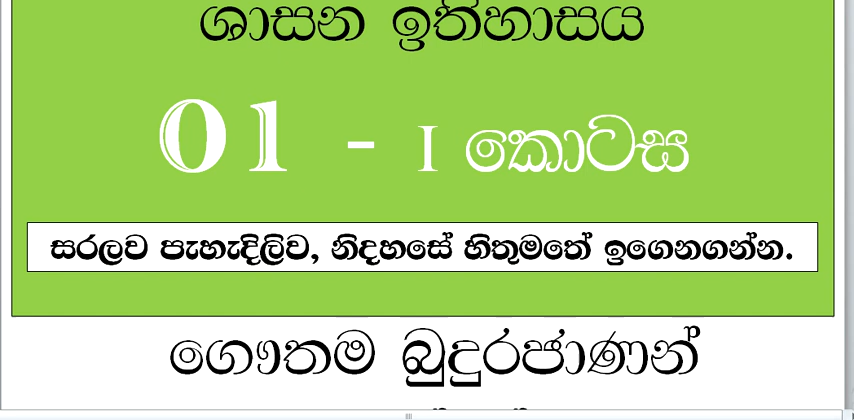 ශාසන ඉතිහාසය
01 - I කොටස
සරලව පැහැදිලිව, නිදහසේ හිතුමතේ ඉගෙනගන්න.
ගෞතම බුදුරජාණන්